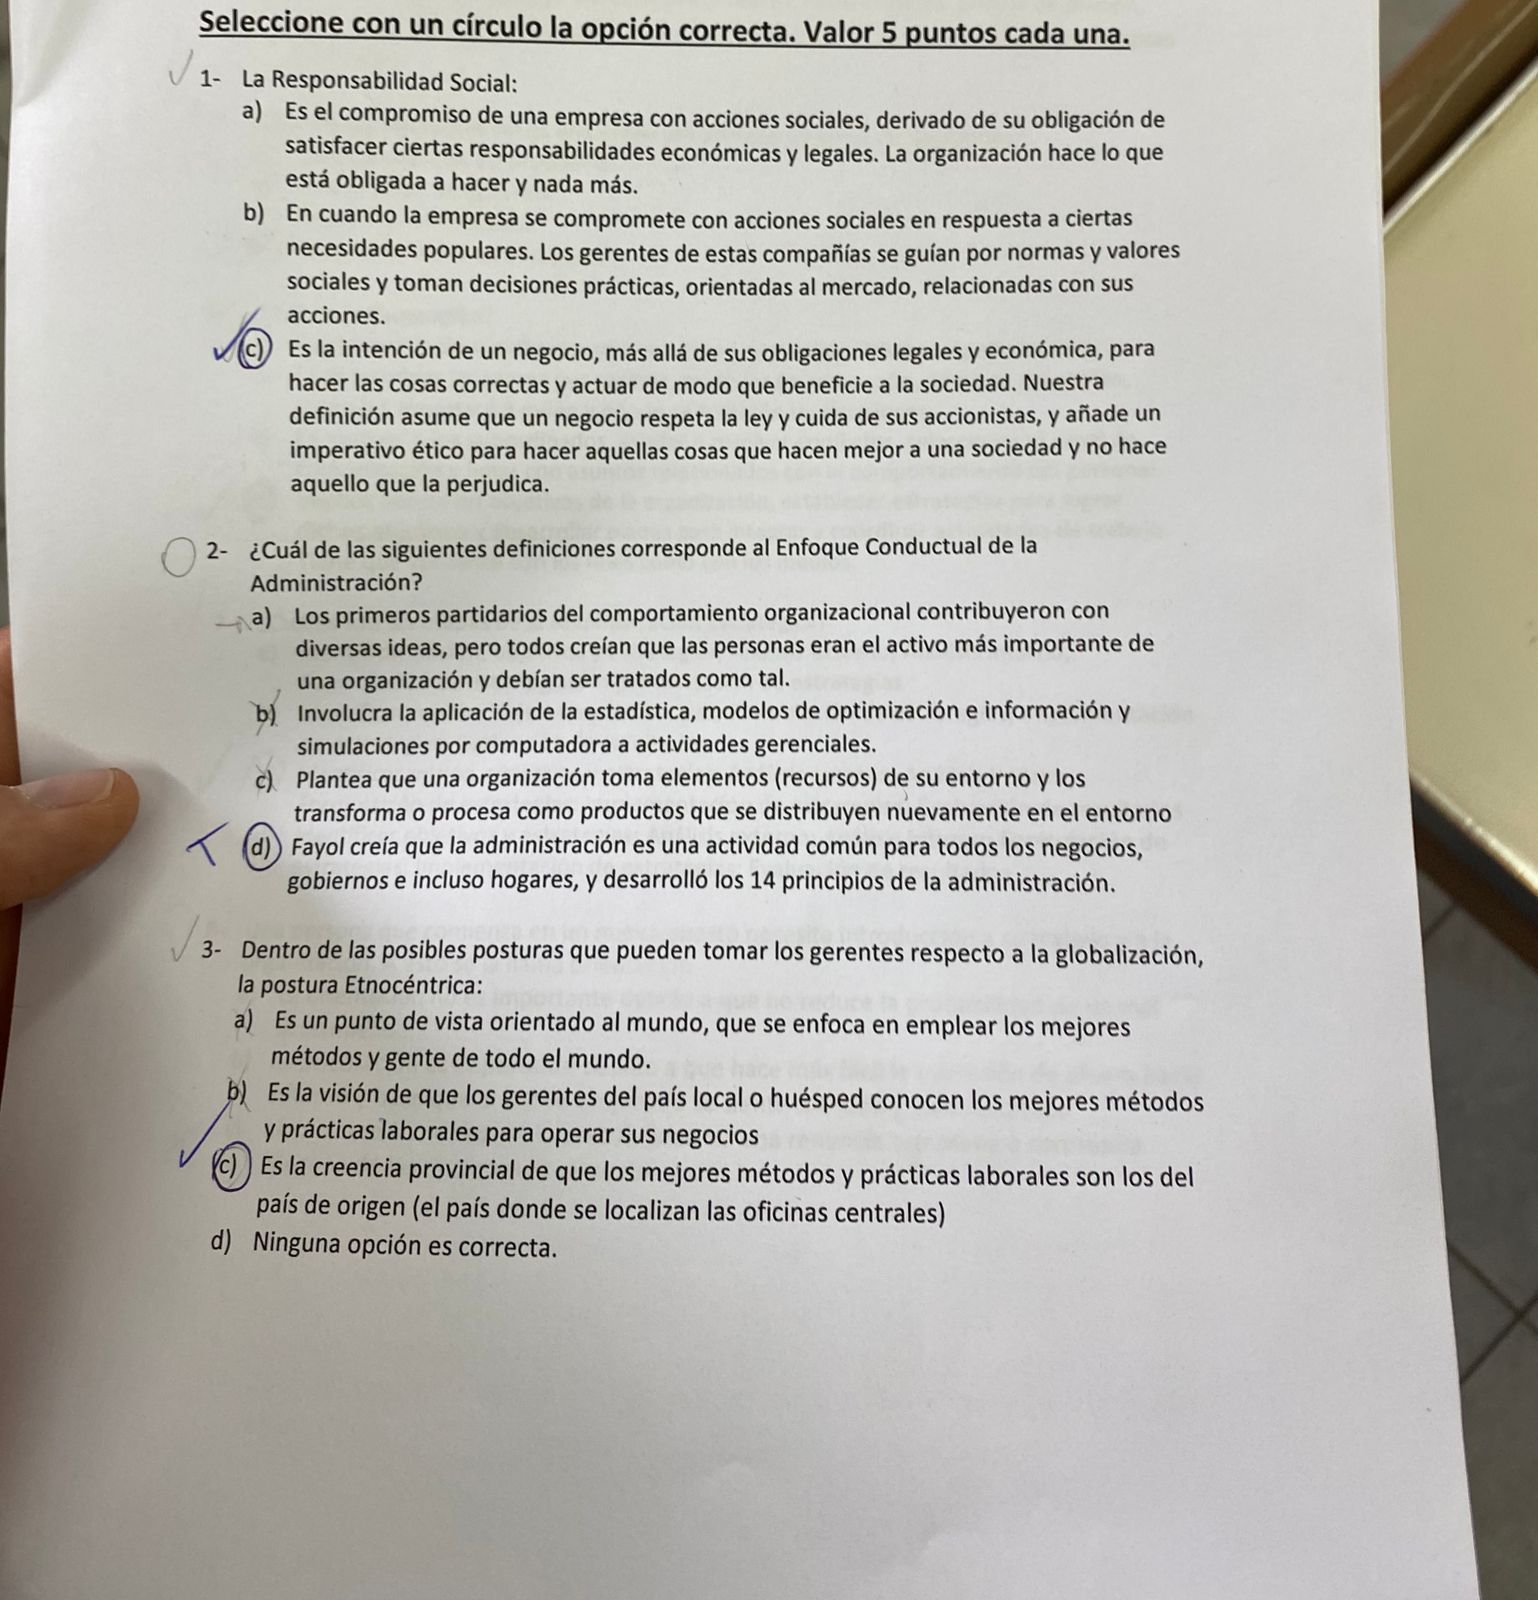 Seleccione con un círculo la opción correcta. Valor 5 puntos cada una.
1- La Responsabilidad Social:
a) Es el compromiso de una empresa con acciones sociales, derivado de su obligación de
satisfacer ciertas responsabilidades económicas y legales. La organización hace lo que
está obligada a hacer y nada más.
b) En cuando la empresa se compromete con acciones sociales en respuesta a ciertas
necesidades populares. Los gerentes de estas compañías se guían por normas y valores
sociales y toman decisiones prácticas, orientadas al mercado, relacionadas con sus
acciones.
c) Es la intención de un negocio, más allá de sus obligaciones legales y económica, para
hacer las cosas correctas y actuar de modo que beneficie a la sociedad. Nuestra
definición asume que un negocio respeta la ley y cuida de sus accionistas, y añade un
imperativo ético para hacer aquellas cosas que hacen mejor a una sociedad y no hace
aquello que la perjudica.
2- ¿Cuál de las siguientes definiciones corresponde al Enfoque Conductual de la
Administración?
a) Los primeros partidarios del comportamiento organizacional contribuyeron con
diversas ideas, pero todos creían que las personas eran el activo más importante de
una organización y debían ser tratados como tal.
b) Involucra la aplicación de la estadística, modelos de optimización e información y
simulaciones por computadora a actividades gerenciales.
c) Plantea que una organización toma elementos (recursos) de su entorno y los
transforma o procesa como productos que se distribuyen nuevamente en el entorno
d) Fayol creía que la administración es una actividad común para todos los negocios,
gobiernos e incluso hogares, y desarrolló los 14 principios de la administración.
3- Dentro de las posibles posturas que pueden tomar los gerentes respecto a la globalización,
la postura Etnocéntrica:
a) Es un punto de vista orientado al mundo, que se enfoca en emplear los mejores
métodos y gente de todo el mundo.
b) Es la visión de que los gerentes del país local o huésped conocen los mejores métodos
y prácticas laborales para operar sus negocios
c) Es la creencia provincial de que los mejores métodos y prácticas laborales son los del
país de origen (el país donde se localizan las oficinas centrales)
d) Ninguna opción es correcta.